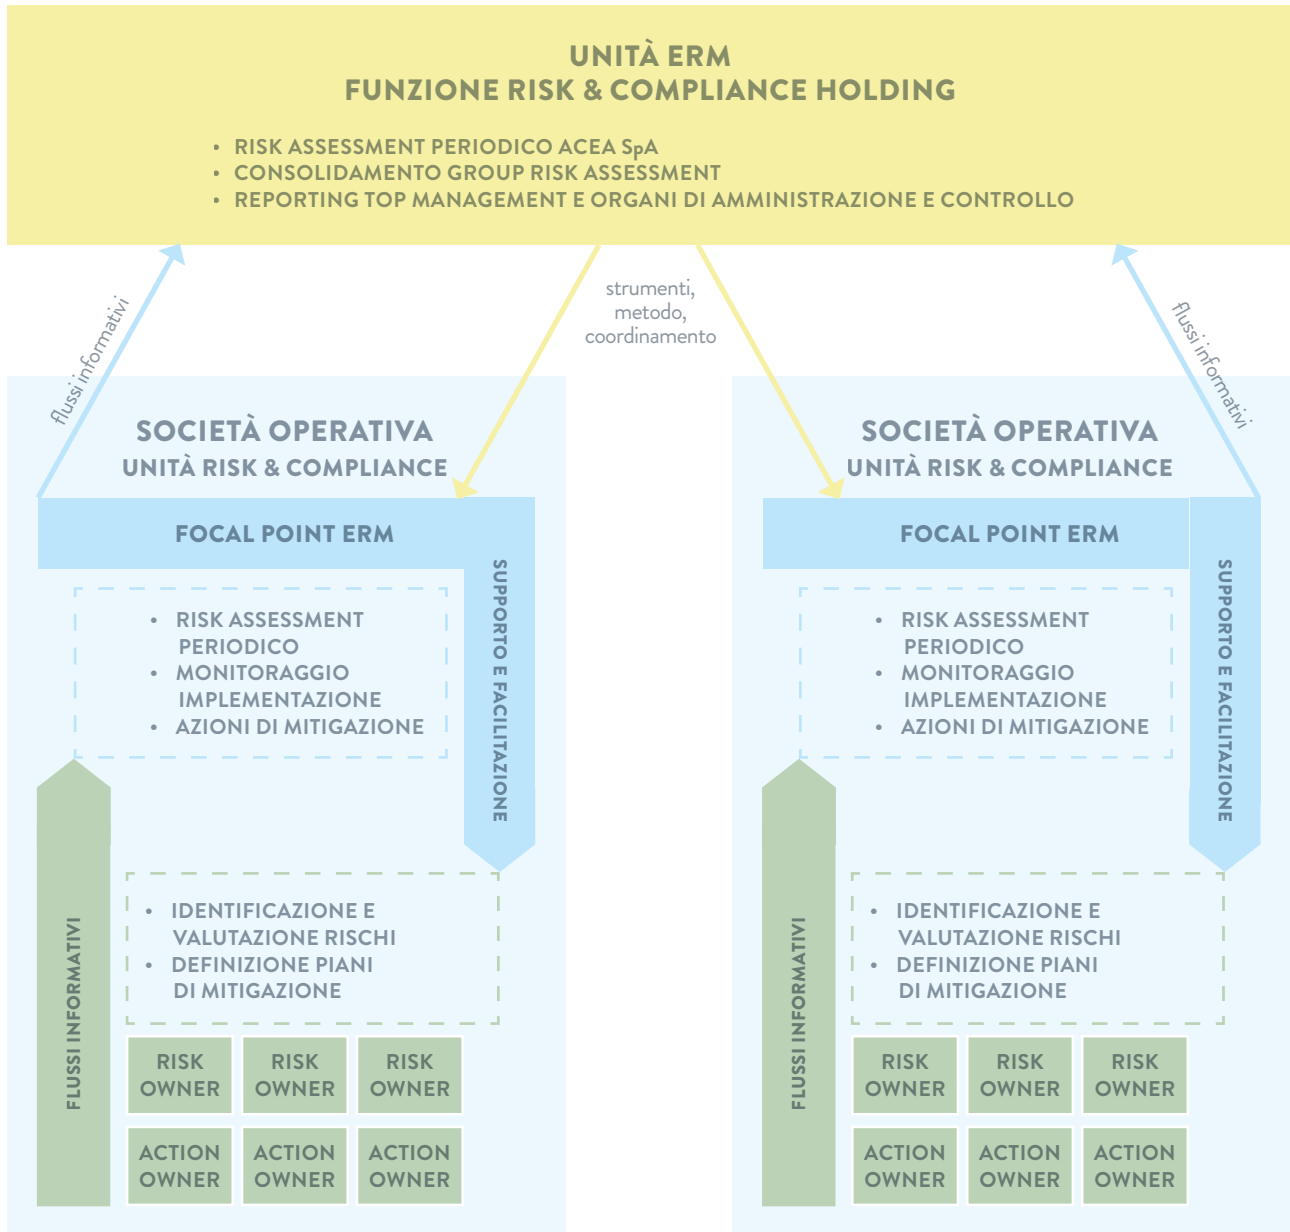 UNITÀ ERM
FUNZIONE RISK & COMPLIANCE HOLDING
• RISK ASSESSMENT PERIODICO ACEA SpA
• CONSOLIDAMENTO GROUP RISK ASSESSMENT
• REPORTING TOP MANAGEMENT E ORGANI DI AMMINISTRAZIONE E CONTROLLO
flussi informativi
strumenti,
metodo,
coordinamento
flussi informativi
SOCIETÀ OPERATIVA
UNITÀ RISK & COMPLIANCE
FOCAL POINT ERM
SUPPORTO E FACILITAZIONE
• RISK ASSESSMENT
PERIODICO
• MONITORAGGIO
IMPLEMENTAZIONE
• AZIONI DI MITIGAZIONE
FLUSSI INFORMATIVI
• IDENTIFICAZIONE E
VALUTAZIONE RISCHI
• DEFINIZIONE PIANI
DI MITIGAZIONE
RISK
OWNER
RISK
OWNER
RISK
OWNER
ACTION
OWNER
ACTION
OWNER
ACTION
OWNER
SOCIETÀ OPERATIVA
UNITÀ RISK & COMPLIANCE
FOCAL POINT ERM
SUPPORTO E FACILITAZIONE
• RISK ASSESSMENT
PERIODICO
• MONITORAGGIO
IMPLEMENTAZIONE
• AZIONI DI MITIGAZIONE
FLUSSI INFORMATIVI
• IDENTIFICAZIONE E
VALUTAZIONE RISCHI
• DEFINIZIONE PIANI
DI MITIGAZIONE
RISK
OWNER
RISK
OWNER
RISK
OWNER
ACTION
OWNER
ACTION
OWNER
ACTION
OWNER